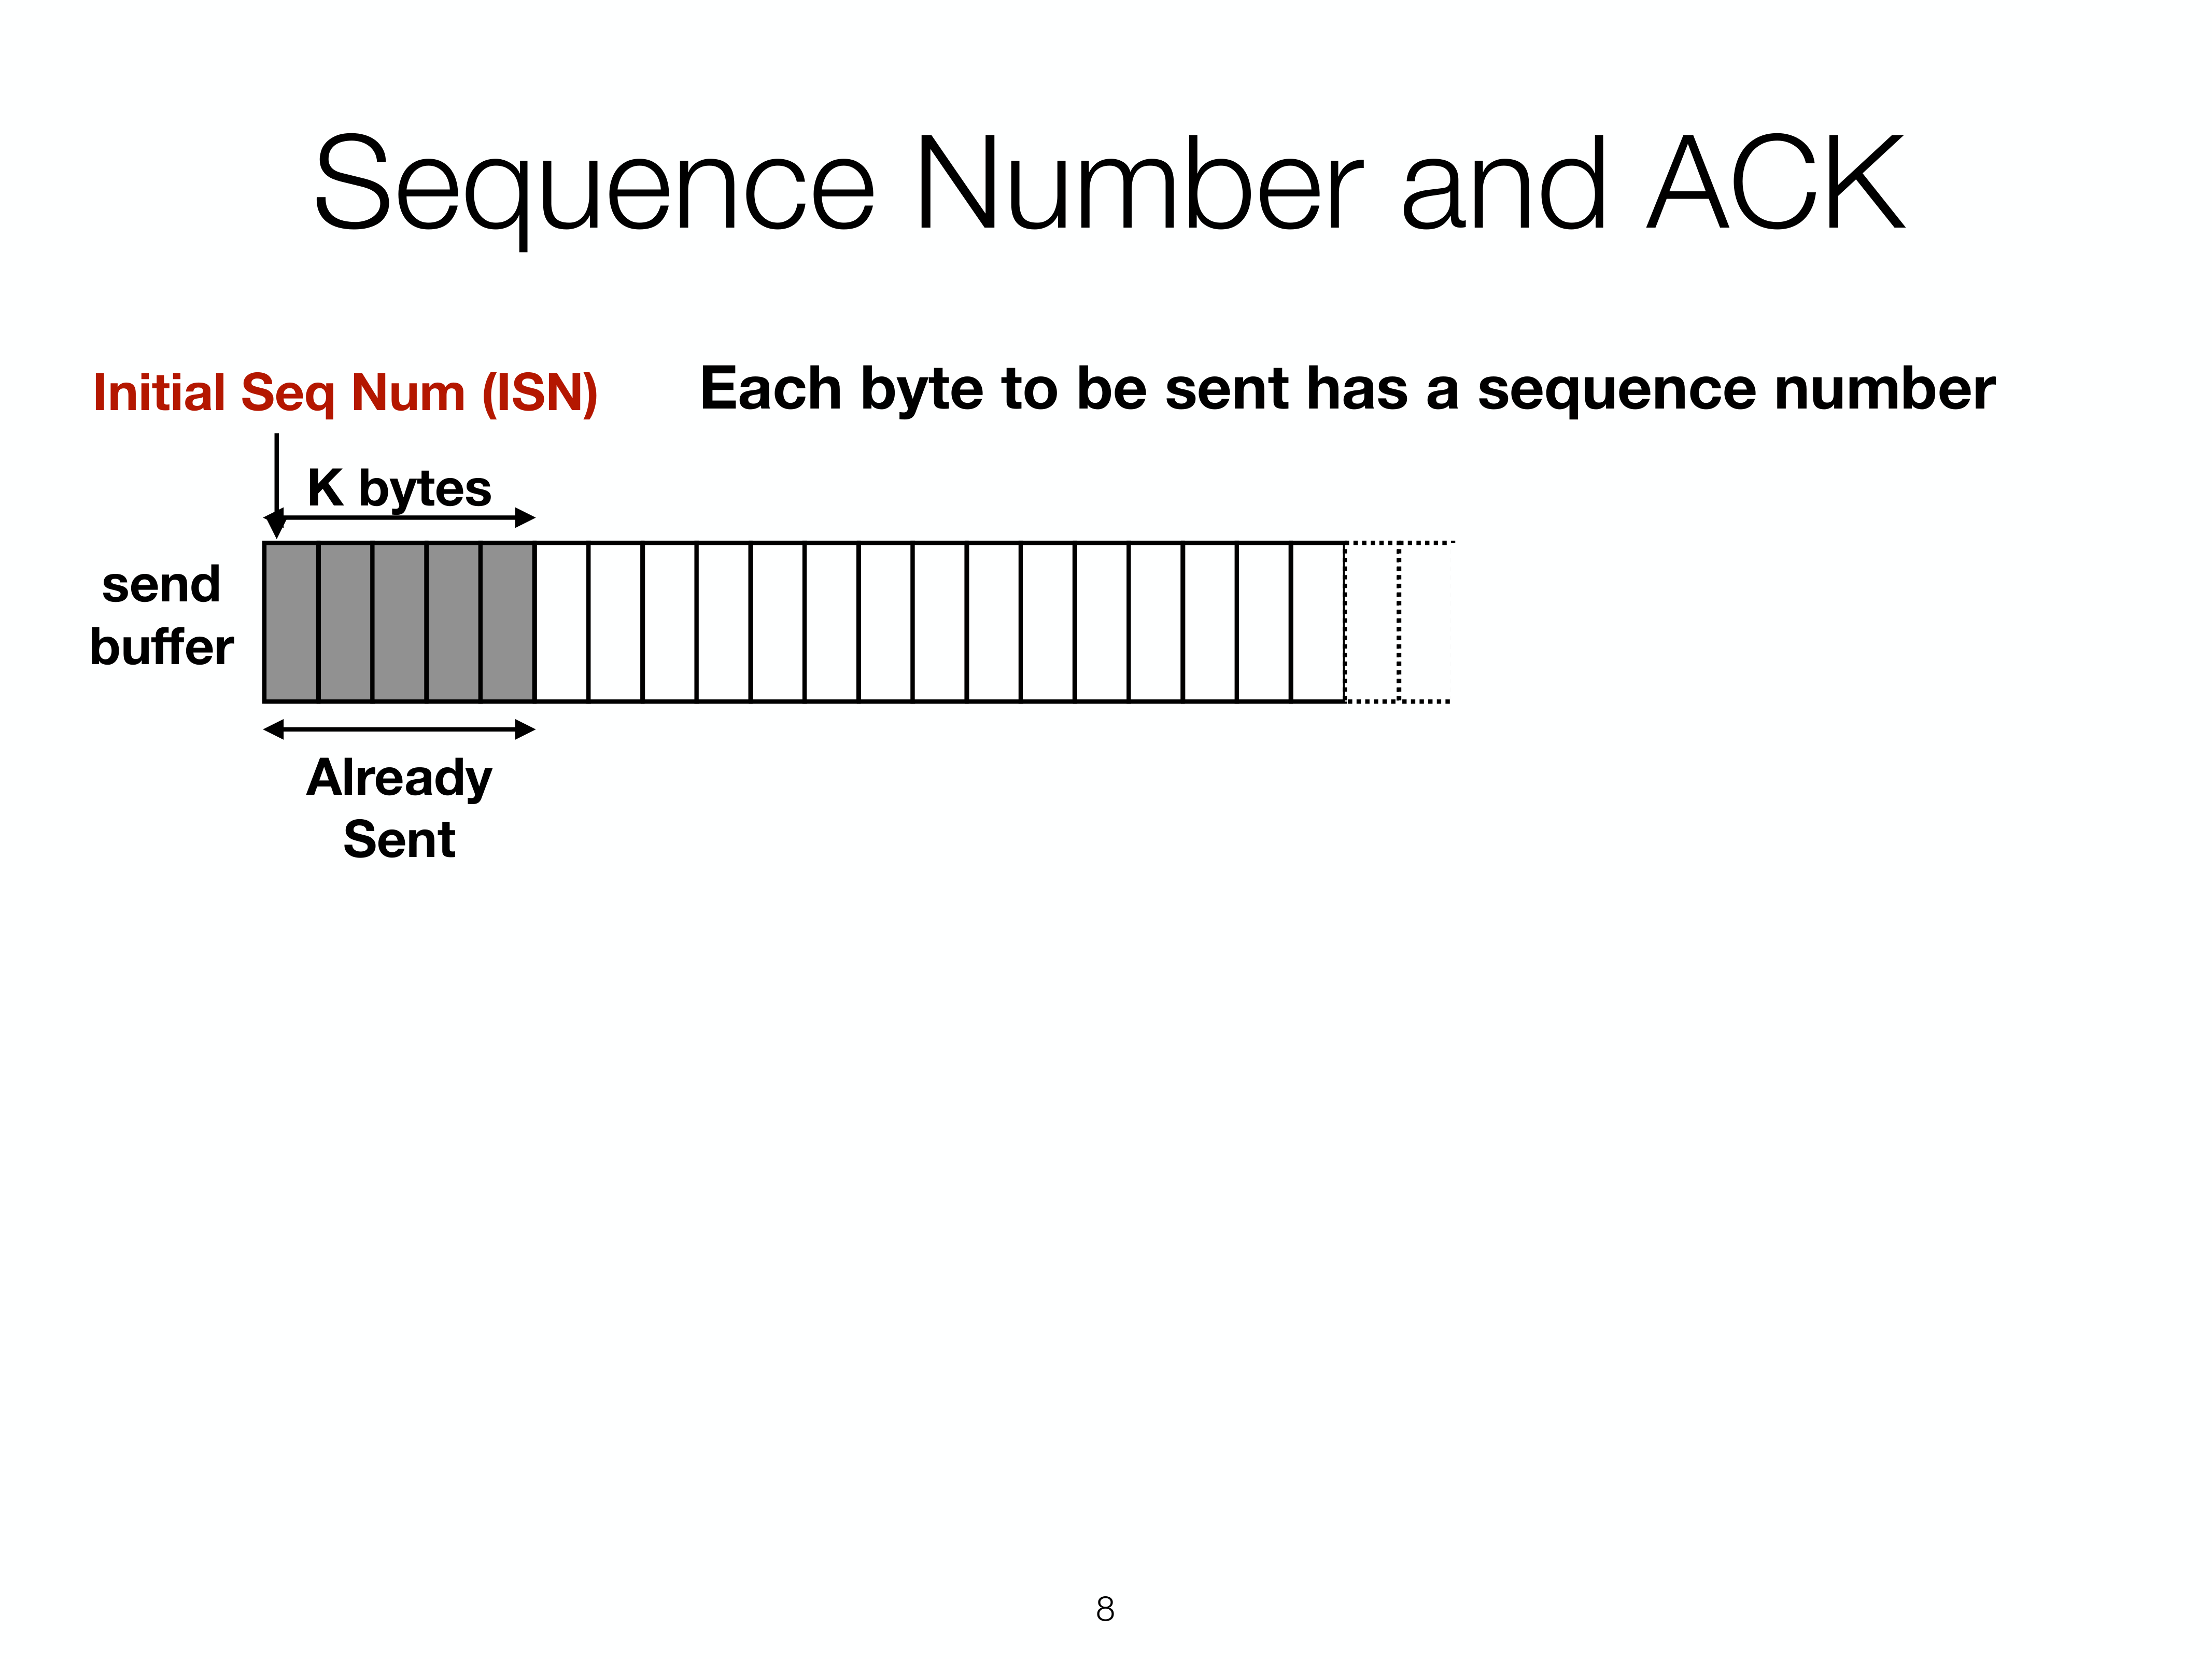 Sequence Number and ACK
Initial Seq Num (ISN)
Each byte to be sent has a sequence number
K bytes
send
buffer
Already
Sent
8